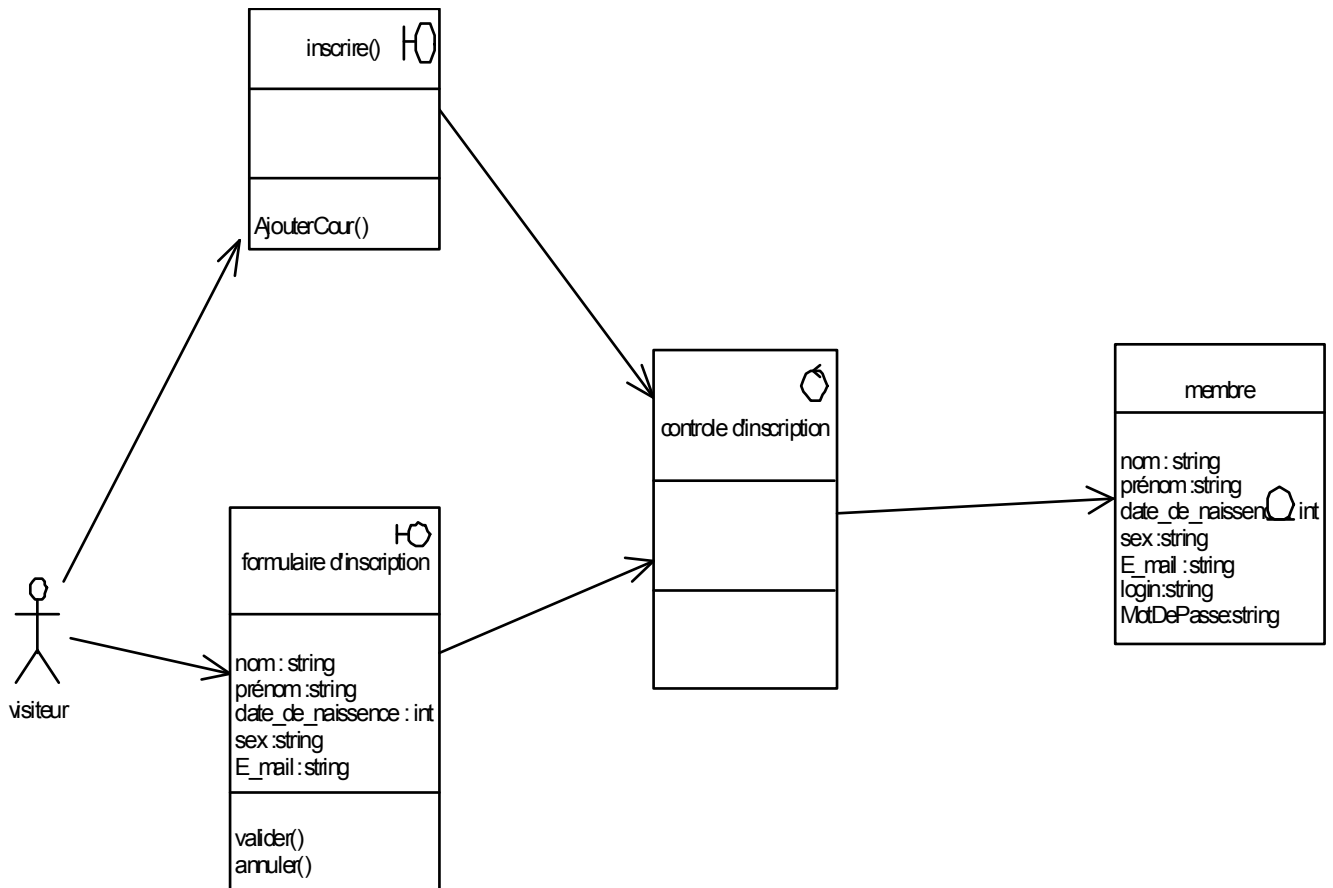 inscrire()
AjouterCour()
controle d'inscription
membre
nom : string
prénom :string
date_de_naissen int
sex :string
E_mail : string
login:string
MotDePasse:string
formulaire d'inscription
nom : string
prénom :string
date_de_naissence : int
sex :string
E_mail : string
valider()
annuler()
visiteur